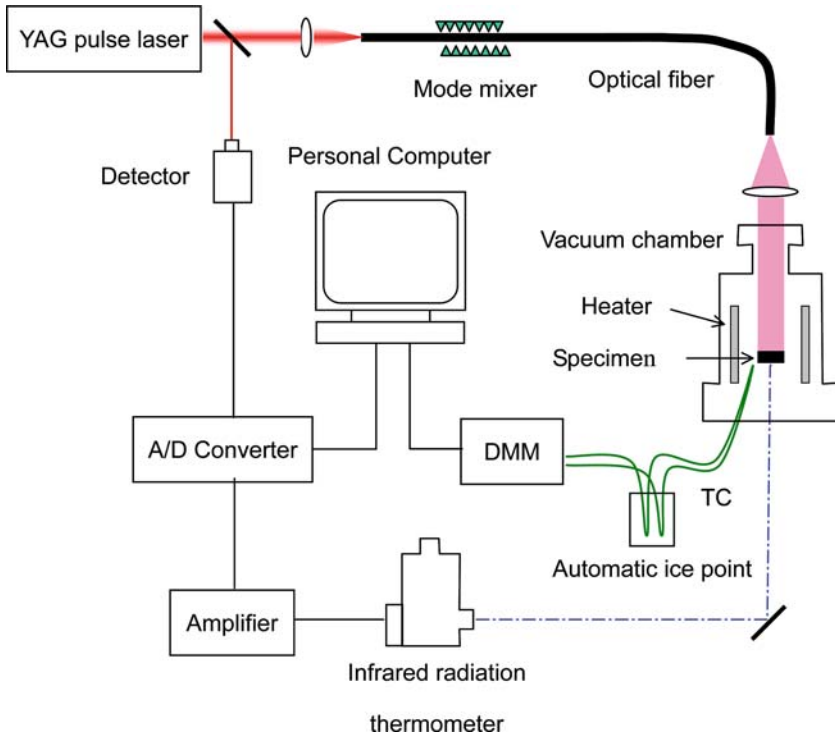 YAG pulse laser
Mode mixer
Optical fiber
Detector
Personal Computer
Vacuum chamber
Heater
Specimen
A/D Converter
DMM
TC
Automatic ice point
Amplifier
Infrared radiation
thermometer